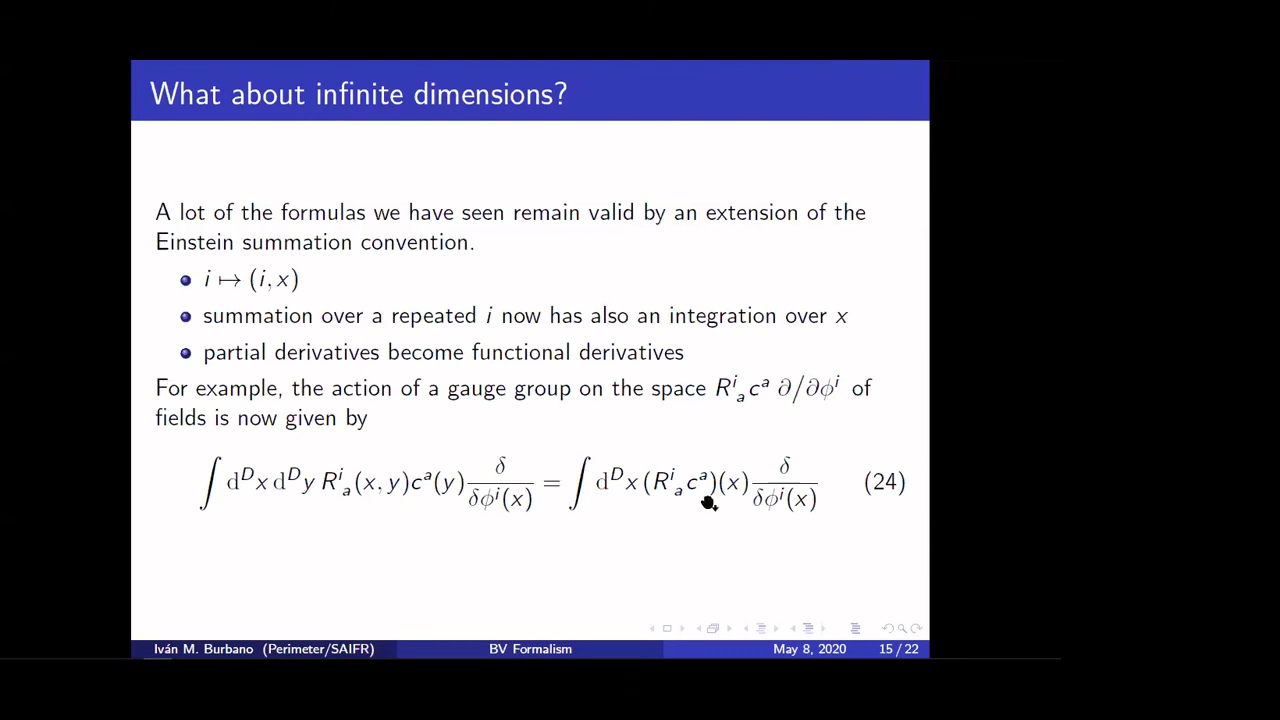 What about infinite dimensions?
A lot of the formulas we have seen remain valid by an extension of the
Einstein summation convention.
• i ↦ (i, x)
• summation over a repeated i now has also an integration over x
• partial derivatives become functional derivatives
For example, the action of a gauge group on the space R^i_a c^a ∂/∂ϕ^i of
fields is now given by
∫ d^D x d^D y R^i_a(x, y)c^a(y) δ/δϕ^i(x) = ∫ d^D x (R^i_a c^a)(x) δ/δϕ^i(x) (24)
Iván M. Burbano (Perimeter/SAIFR) BV Formalism May 8, 2020 15 / 22